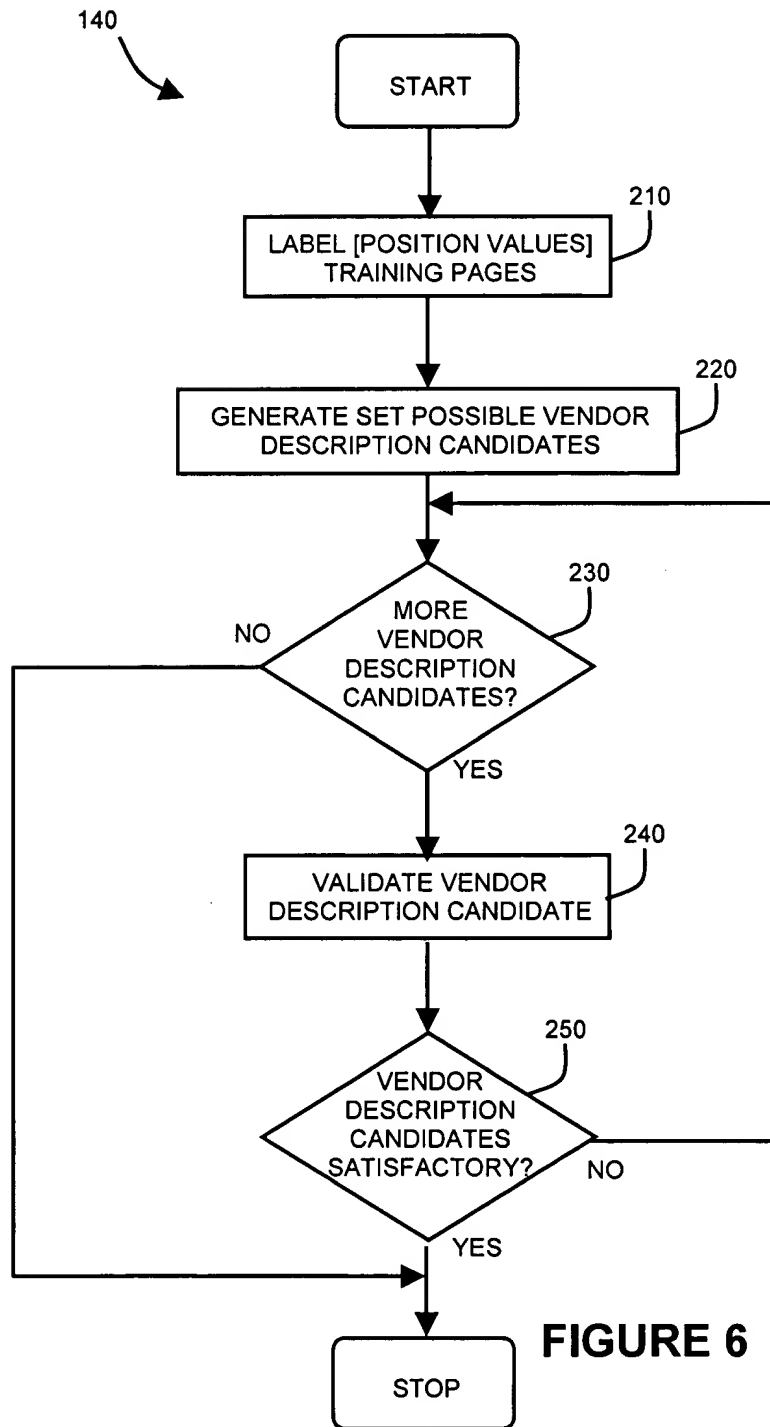 140
START
210
LABEL [POSITION VALUES]
TRAINING PAGES
220
GENERATE SET POSSIBLE VENDOR
DESCRIPTION CANDIDATES
230
MORE
VENDOR
DESCRIPTION
CANDIDATES?
NO
YES
240
VALIDATE VENDOR
DESCRIPTION CANDIDATE
250
VENDOR
DESCRIPTION
CANDIDATES
SATISFACTORY?
NO
YES
FIGURE 6
STOP